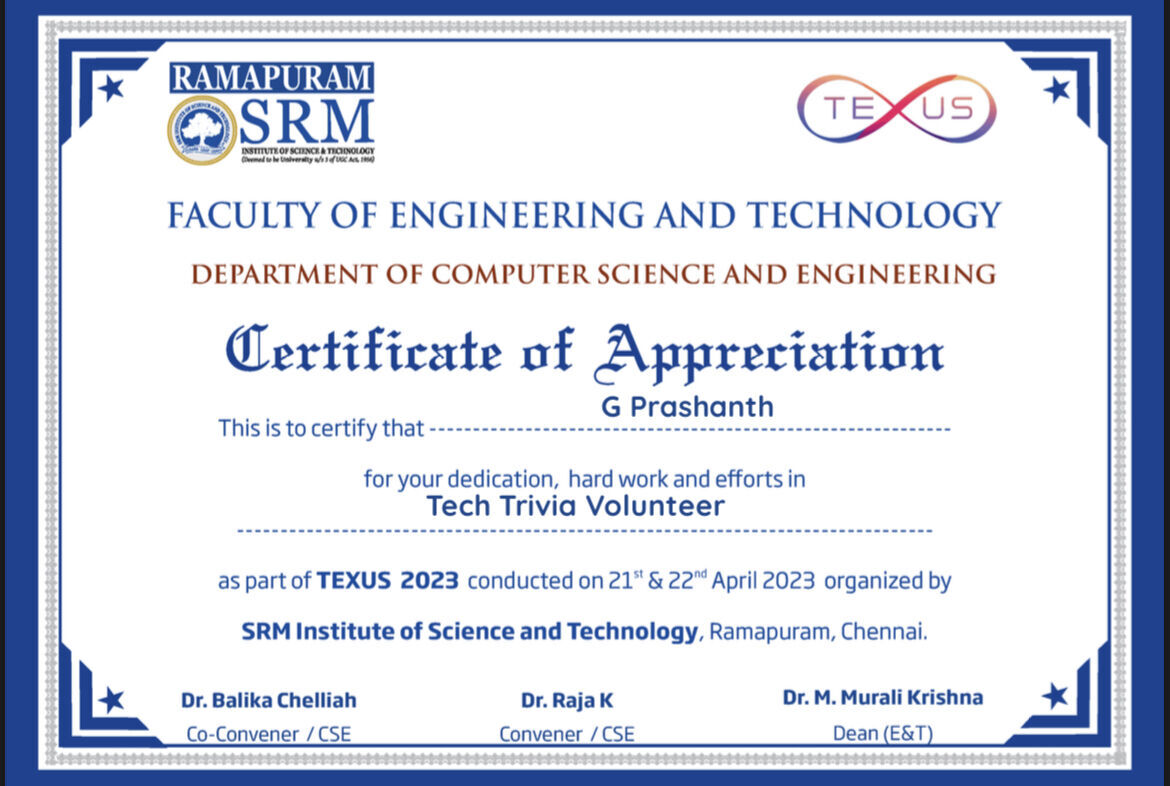 RAMAPURAM
SRM
INSTITUTE OF SCIENCE & TECHNOLOGY
(Deemed to be University u/s 3 of UGC Act, 1956)
TEXUS
FACULTY OF ENGINEERING AND TECHNOLOGY
DEPARTMENT OF COMPUTER SCIENCE AND ENGINEERING
Certificate of Appreciation
G Prashanth
This is to certify that
for your dedication, hard work and efforts in
Tech Trivia Volunteer
as part of TEXUS 2023 conducted on 21st & 22nd April 2023 organized by
SRM Institute of Science and Technology, Ramapuram, Chennai.
Dr. Balika Chelliah
Co-Convener / CSE
Dr. Raja K
Convener / CSE
Dr. M. Murali Krishna
Dean (E&T)